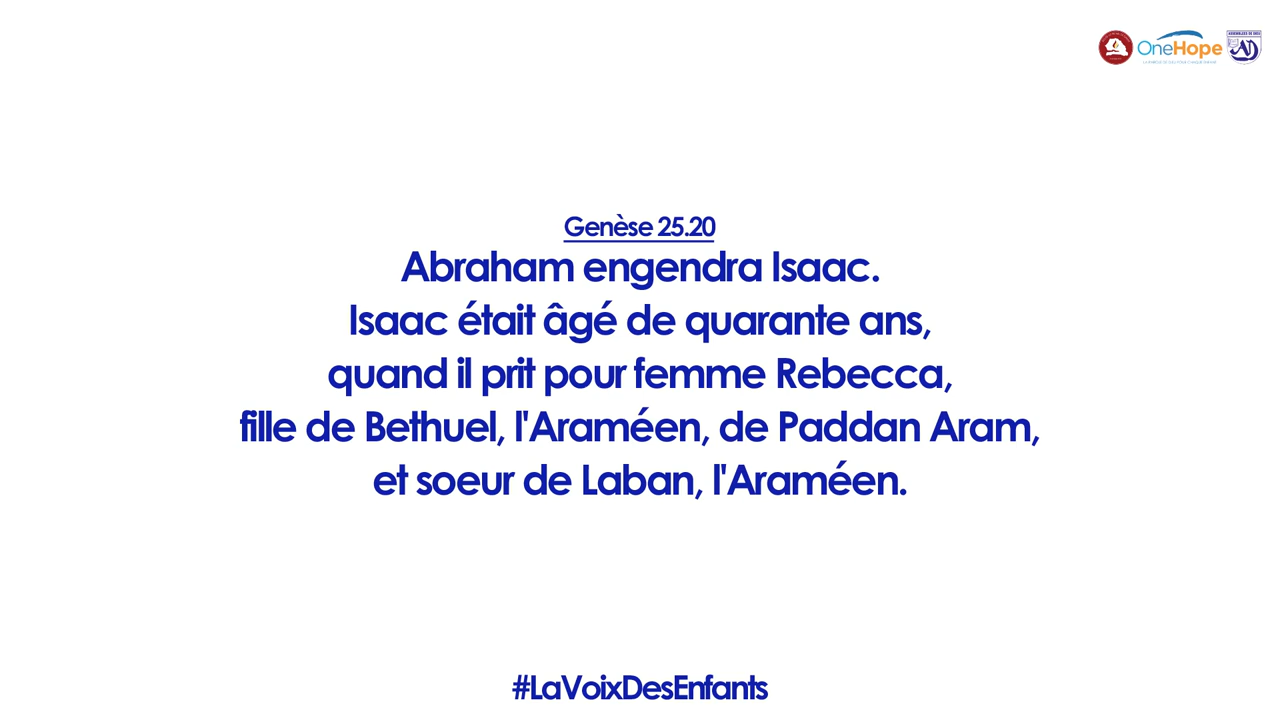 OneHope
Genèse 25.20
Abraham engendra Isaac.
Isaac était âgé de quarante ans,
quand il prit pour femme Rebecca,
fille de Bethuel, l'Araméen, de Paddan Aram,
et soeur de Laban, l'Araméen.
#LaVoixDesEnfants